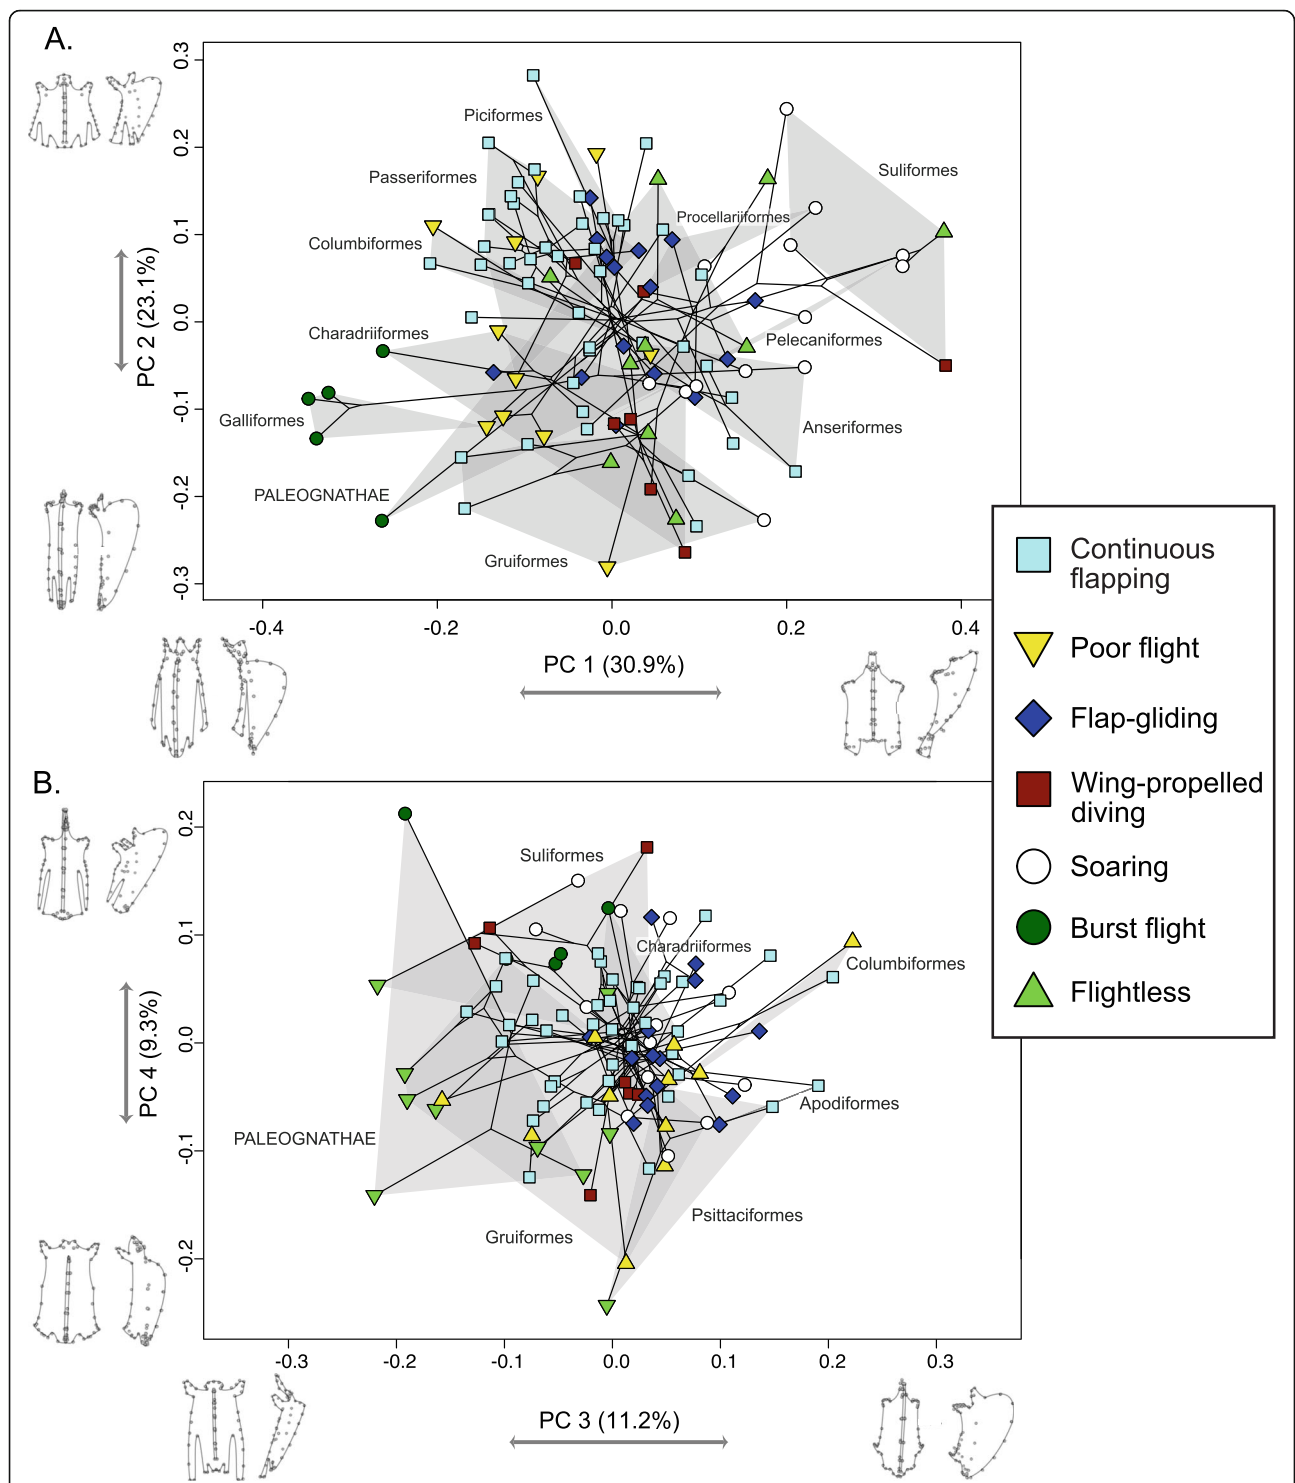 A.
0.3
0.2
0.1
0.0
-0.1
-0.2
-0.3
PC 2 (23.1%)
Piciformes
Passeriformes
Columbiformes
Charadriiformes
Galliformes
PALEOGNATHAE
Gruiformes
Procellariiformes
Suliformes
Pelecaniformes
Anseriformes
-0.4
-0.2
0.0
0.2
0.4
PC 1 (30.9%)
Continuous
flapping
Poor flight
Flap-gliding
Wing-propelled
diving
Soaring
Burst flight
Flightless
B.
0.2
0.1
0.0
-0.1
-0.2
PC 4 (9.3%)
Suliformes
Charadriiformes
Columbiformes
Apodiformes
PALEOGNATHAE
Psittaciformes
Gruiformes
-0.3
-0.2
-0.1
0.0
0.1
0.2
0.3
PC 3 (11.2%)